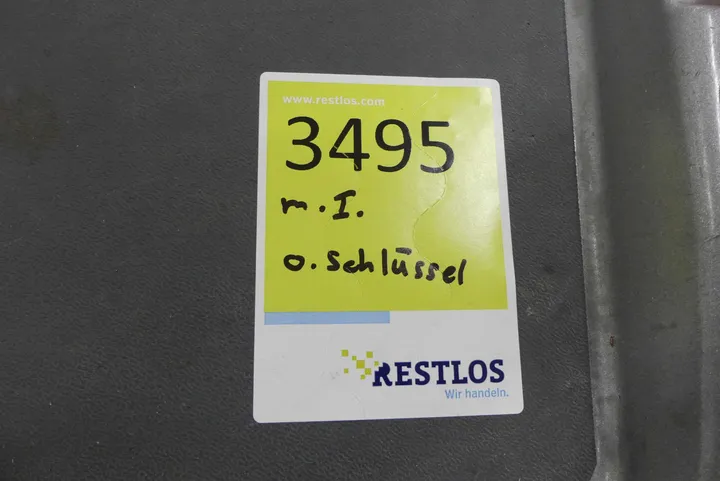 www.restlos.com
3495
m. I.
o. Schlüssel
RESTLOS
Wir handeln.